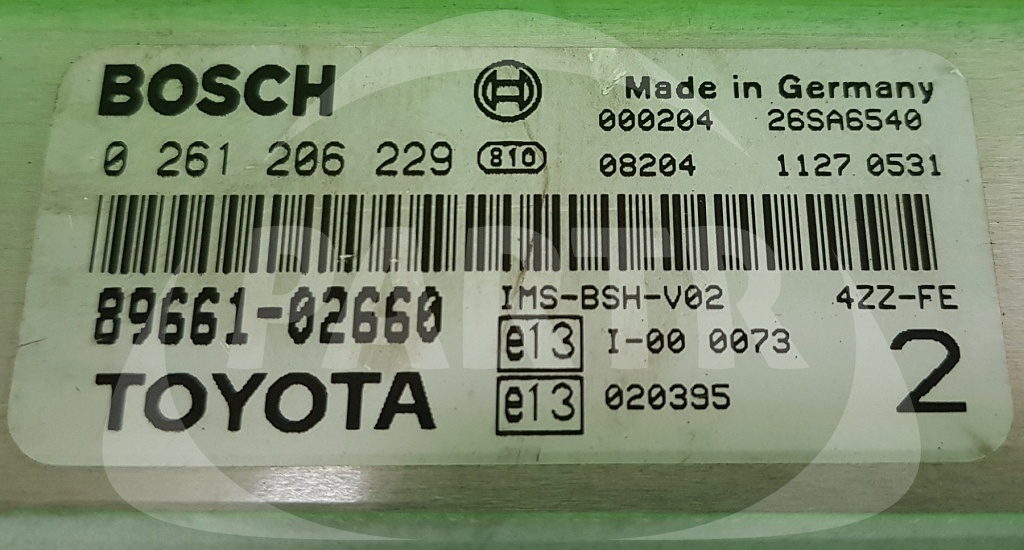 BOSCH
Made in Germany
000204 26SA6540
0 261 206 229 810
08204 1127 0531
89661-02660
IMS-BSH-V02 4ZZ-FE
e13 I-00 0073
2
TOYOTA
e13 020395
PARTR